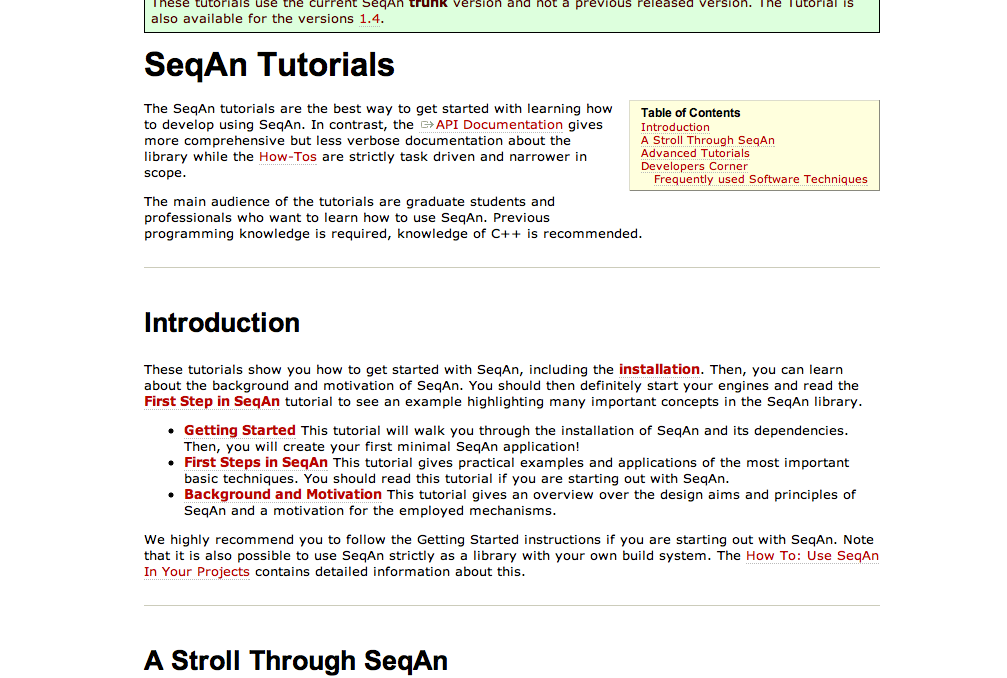 These tutorials use the current SeqAn trunk version and not a previous released version. The Tutorial is
also available for the versions 1.4.
SeqAn Tutorials
The SeqAn tutorials are the best way to get started with learning how
to develop using SeqAn. In contrast, the API Documentation gives
more comprehensive but less verbose documentation about the
library while the How-Tos are strictly task driven and narrower in
scope.
Table of Contents
Introduction
A Stroll Through SeqAn
Advanced Tutorials
Developers Corner
Frequently used Software Techniques
The main audience of the tutorials are graduate students and
professionals who want to learn how to use SeqAn. Previous
programming knowledge is required, knowledge of C++ is recommended.
Introduction
These tutorials show you how to get started with SeqAn, including the installation. Then, you can learn
about the background and motivation of SeqAn. You should then definitely start your engines and read the
First Step in SeqAn tutorial to see an example highlighting many important concepts in the SeqAn library.
• Getting Started This tutorial will walk you through the installation of SeqAn and its dependencies.
Then, you will create your first minimal SeqAn application!
• First Steps in SeqAn This tutorial gives practical examples and applications of the most important
basic techniques. You should read this tutorial if you are starting out with SeqAn.
• Background and Motivation This tutorial gives an overview over the design aims and principles of
SeqAn and a motivation for the employed mechanisms.
We highly recommend you to follow the Getting Started instructions if you are starting out with SeqAn. Note
that it is also possible to use SeqAn strictly as a library with your own build system. The How To: Use SeqAn
In Your Projects contains detailed information about this.
A Stroll Through SeqAn